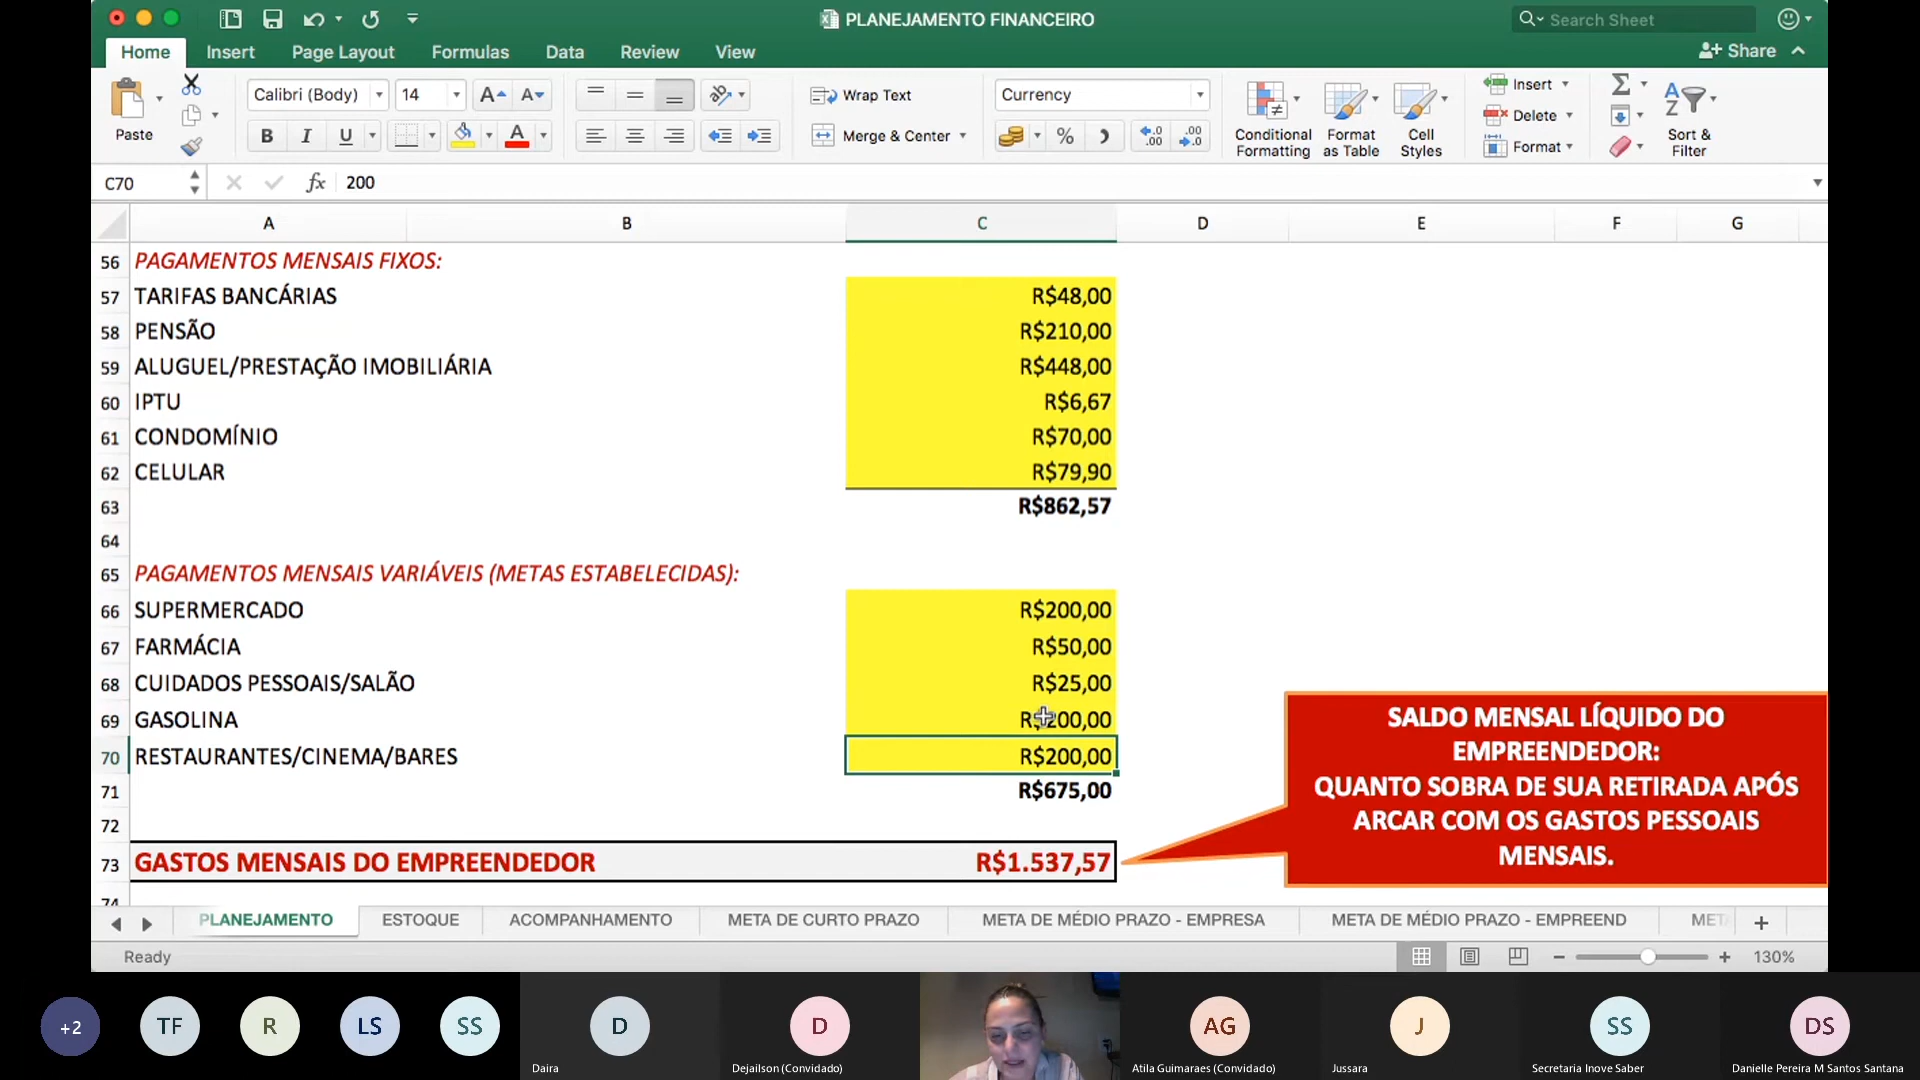 PLANEJAMENTO FINANCEIRO
Search Sheet
Home Insert Page Layout Formulas Data Review View
Share
Paste
Calibri (Body) 14
Wrap Text
Merge & Center
Currency
Conditional Formatting
Format as Table
Cell Styles
Insert
Delete
Format
Sort & Filter
C70 fx 200
A B C D E F G
56 PAGAMENTOS MENSAIS FIXOS:
57 TARIFAS BANCÁRIAS R$48,00
58 PENSÃO R$210,00
59 ALUGUEL/PRESTAÇÃO IMOBILIÁRIA R$448,00
60 IPTU R$6,67
61 CONDOMÍNIO R$70,00
62 CELULAR R$79,90
63 R$862,57
64
65 PAGAMENTOS MENSAIS VARIÁVEIS (METAS ESTABELECIDAS):
66 SUPERMERCADO R$200,00
67 FARMÁCIA R$50,00
68 CUIDADOS PESSOAIS/SALÃO R$25,00
69 GASOLINA R$200,00
70 RESTAURANTES/CINEMA/BARES R$200,00
71 R$675,00
72
73 GASTOS MENSAIS DO EMPREENDEDOR R$1.537,57
74
SALDO MENSAL LÍQUIDO DO
EMPREENDEDOR:
QUANTO SOBRA DE SUA RETIRADA APÓS
ARCAR COM OS GASTOS PESSOAIS
MENSAIS.
PLANEJAMENTO ESTOQUE ACOMPANHAMENTO META DE CURTO PRAZO META DE MÉDIO PRAZO - EMPRESA META DE MÉDIO PRAZO - EMPREEND MET
Ready 130%
+2 TF R LS SS D D AG J SS DS
Daira Dejailson (Convidado) Atila Guimaraes (Convidado) Jussara Secretaria Inove Saber Danielle Pereira M Santos Santana